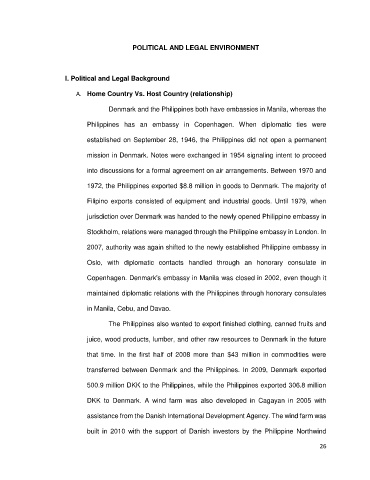 POLITICAL AND LEGAL ENVIRONMENT
I. Political and Legal Background
A. Home Country Vs. Host Country (relationship)
Denmark and the Philippines both have embassies in Manila, whereas the
Philippines has an embassy in Copenhagen. When diplomatic ties were
established on September 28, 1946, the Philippines did not open a permanent
mission in Denmark. Notes were exchanged in 1954 signaling intent to proceed
into discussions for a formal agreement on air arrangements. Between 1970 and
1972, the Philippines exported $8.8 million in goods to Denmark. The majority of
Filipino exports consisted of equipment and industrial goods. Until 1979, when
jurisdiction over Denmark was handed to the newly opened Philippine embassy in
Stockholm, relations were managed through the Philippine embassy in London. In
2007, authority was again shifted to the newly established Philippine embassy in
Oslo, with diplomatic contacts handled through an honorary consulate in
Copenhagen. Denmark's embassy in Manila was closed in 2002, even though it
maintained diplomatic relations with the Philippines through honorary consulates
in Manila, Cebu, and Davao.
The Philippines also wanted to export finished clothing, canned fruits and
juice, wood products, lumber, and other raw resources to Denmark in the future
that time. In the first half of 2008 more than $43 million in commodities were
transferred between Denmark and the Philippines. In 2009, Denmark exported
500.9 million DKK to the Philippines, while the Philippines exported 306.8 million
DKK to Denmark. A wind farm was also developed in Cagayan in 2005 with
assistance from the Danish International Development Agency. The wind farm was
built in 2010 with the support of Danish investors by the Philippine Northwind
26